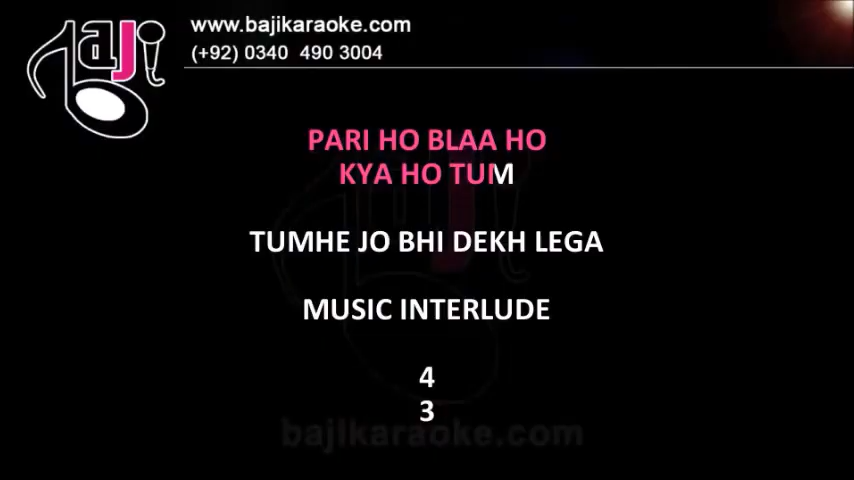 BAJI
www.bajikaraoke.com
(+92) 0340 490 3004
PARI HO BLAA HO
KYA HO TUM
TUMHE JO BHI DEKH LEGA
MUSIC INTERLUDE
4
3
bajikaraoke.com